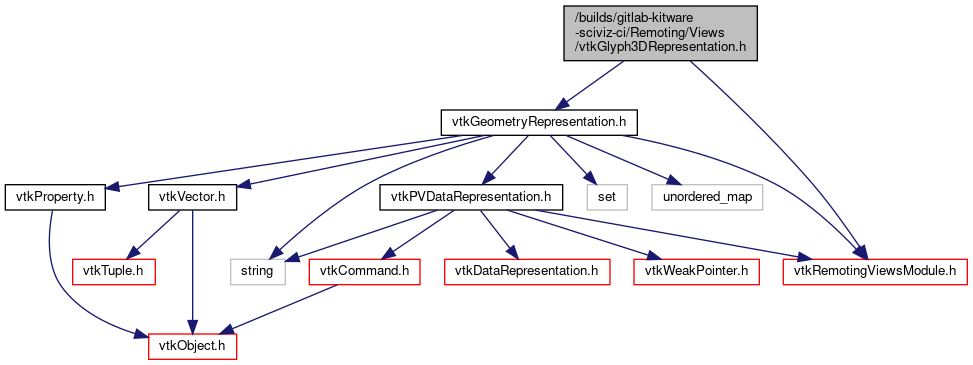 /builds/gitlab-kitware
-sciviz-ci/Remoting/Views
/vtkGlyph3DRepresentation.h
vtkGeometryRepresentation.h
vtkProperty.h
vtkVector.h
vtkPVDataRepresentation.h
set
unordered_map
vtkTuple.h
string
vtkCommand.h
vtkDataRepresentation.h
vtkWeakPointer.h
vtkRemotingViewsModule.h
vtkObject.h